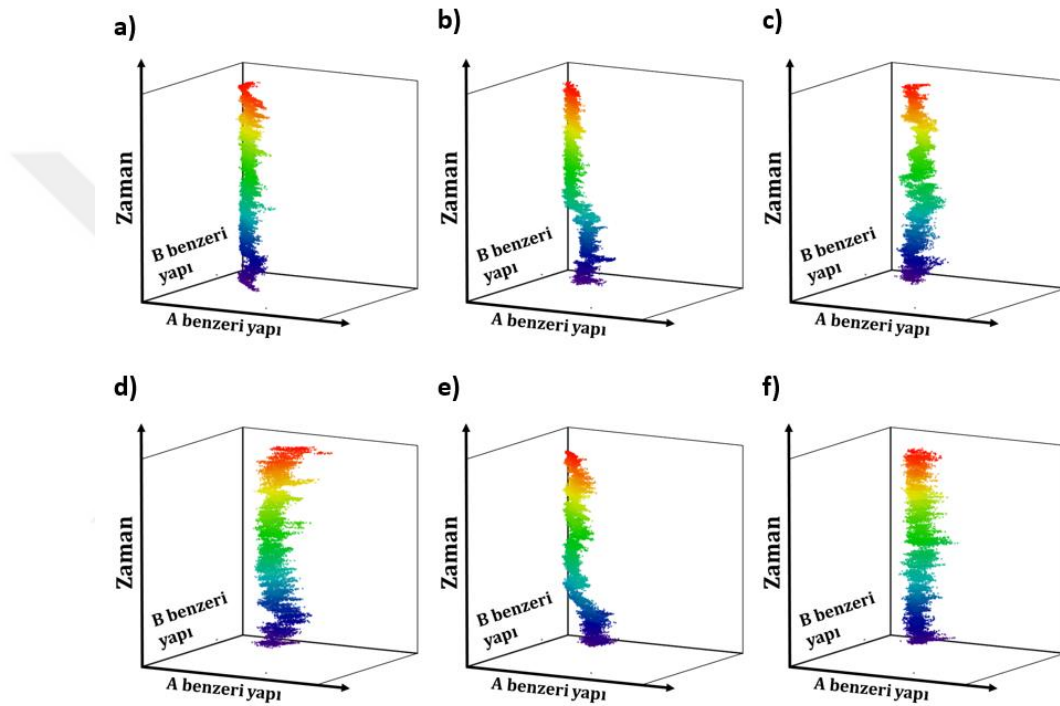 a)
b)
c)
Zaman
B benzeri
yapı
A benzeri yapı
Zaman
B benzeri
yapı
A benzeri yapı
Zaman
B benzeri
yapı
A benzeri yapı
d)
e)
f)
Zaman
B benzeri
yapı
A benzeri yapı
Zaman
B benzeri
yapı
A benzeri yapı
Zaman
B benzeri
yapı
A benzeri yapı